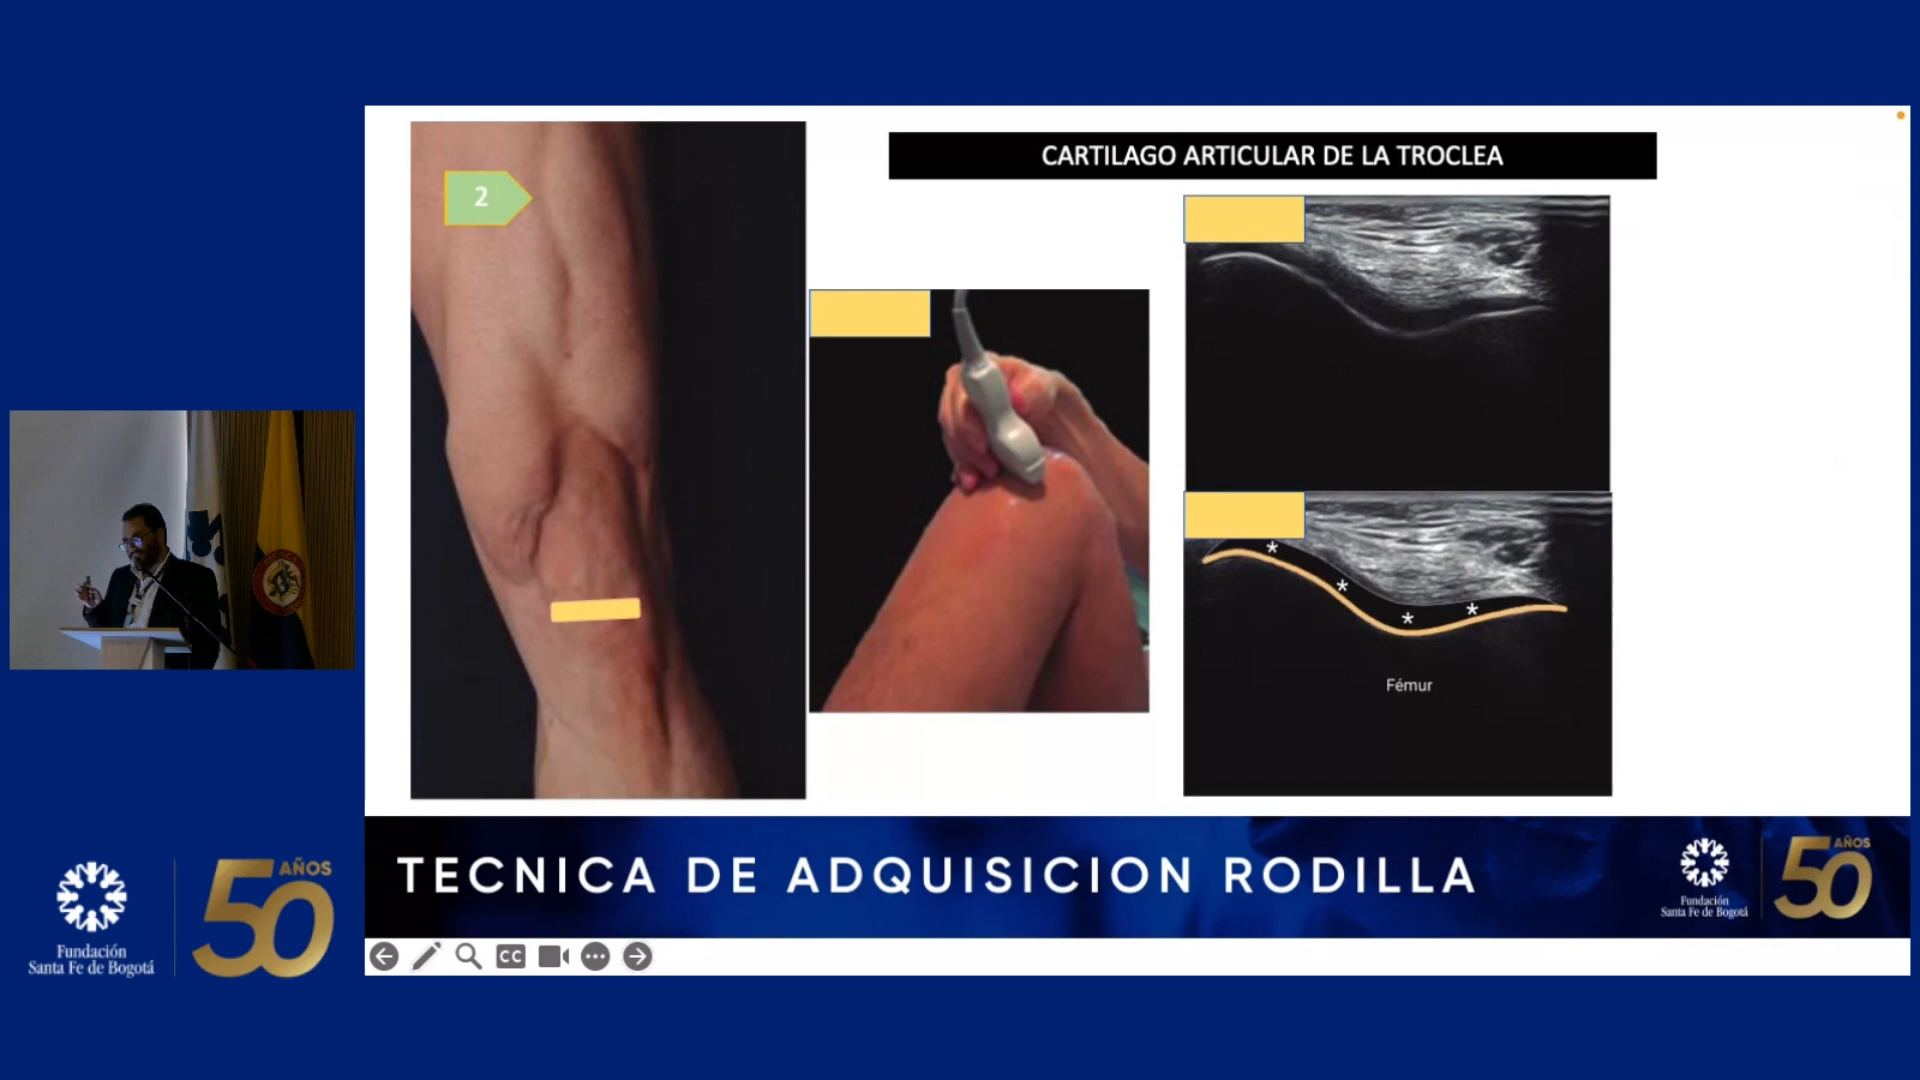 CARTILAGO ARTICULAR DE LA TROCLEA
2
*
*
*
*
Fémur
TECNICA DE ADQUISICION RODILLA
Fundación
Santa Fe de Bogotá
50 AÑOS
CC
Fundación
Santa Fe de Bogotá
50 AÑOS